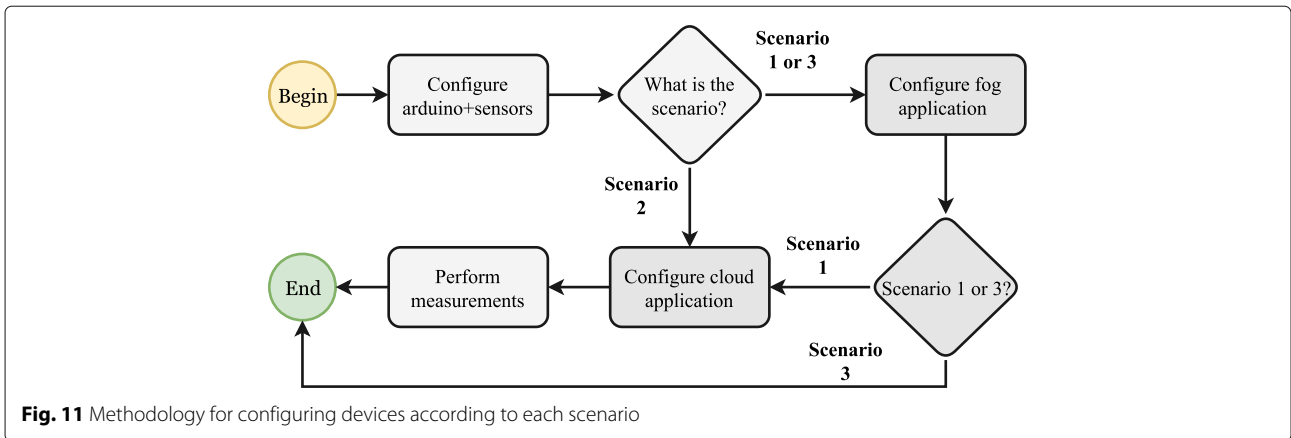 Begin
Configure
arduino+sensors
What is the
scenario?
Scenario
1 or 3
Configure fog
application
Scenario
2
Scenario 1 or 3?
Scenario
1
Configure cloud
application
Perform
measurements
End
Scenario
3
Fig. 11 Methodology for configuring devices according to each scenario